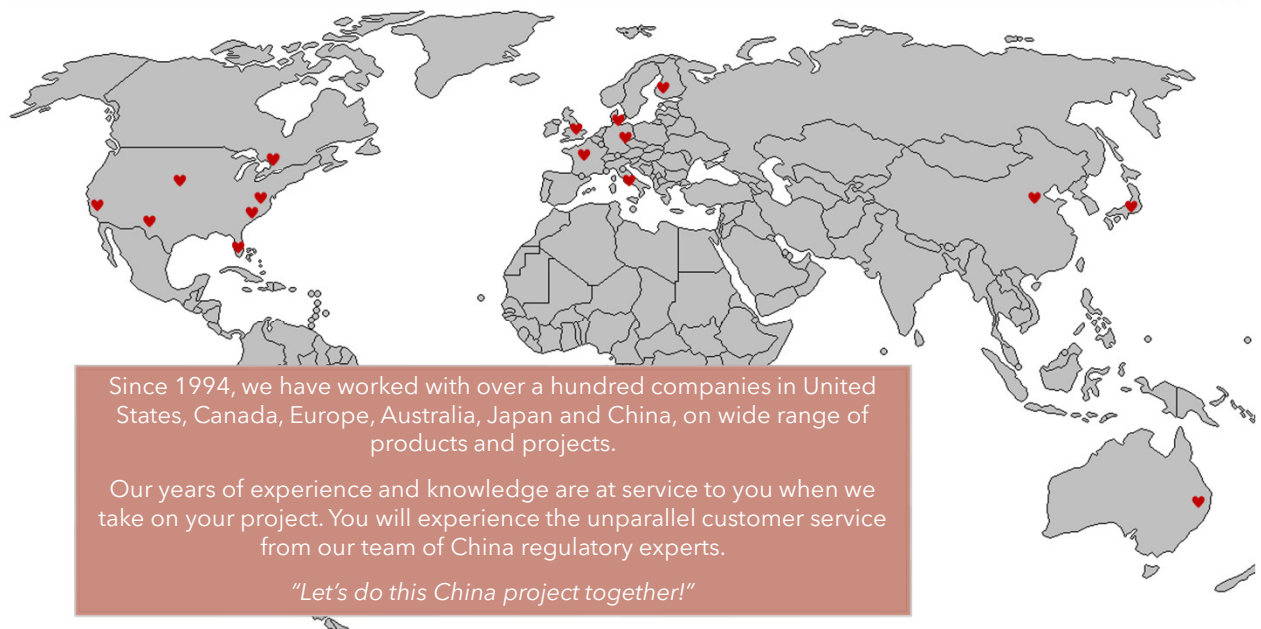 Since 1994, we have worked with over a hundred companies in United
States, Canada, Europe, Australia, Japan and China, on wide range of
products and projects.
Our years of experience and knowledge are at service to you when we
take on your project. You will experience the unparallel customer service
from our team of China regulatory experts.
“Let’s do this China project together!”